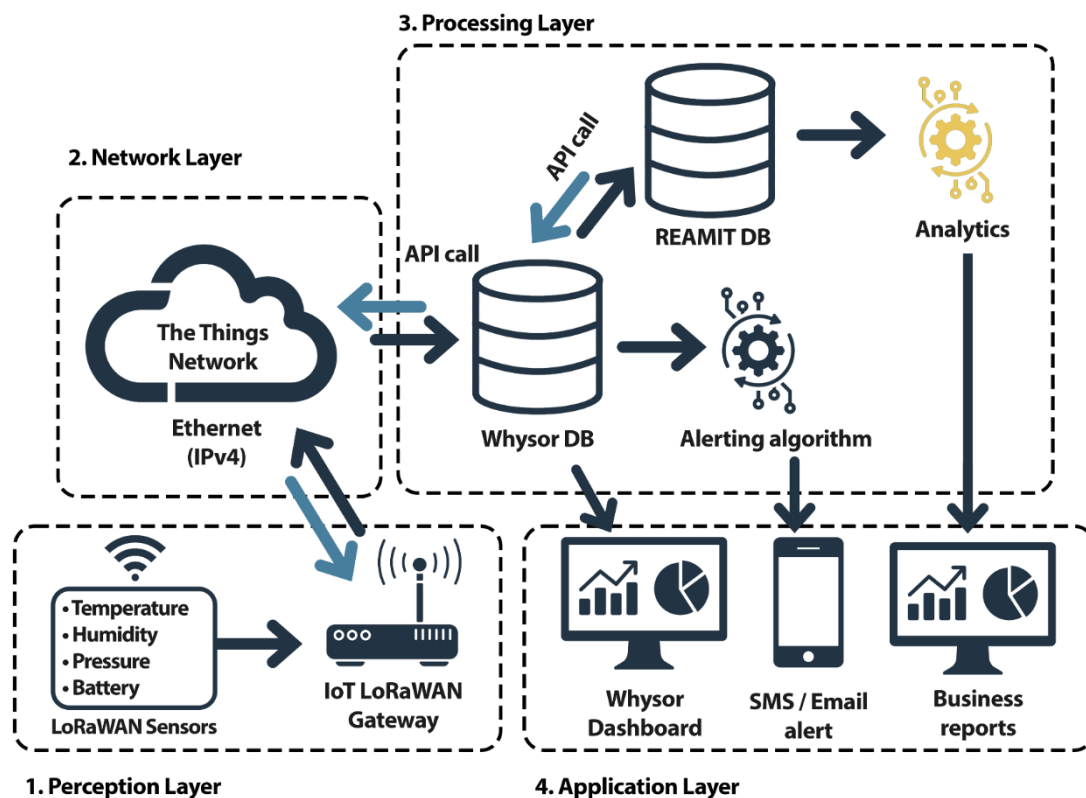 3. Processing Layer
API call
REAMIT DB
Analytics
2. Network Layer
API call
The Things
Network
Ethernet
(IPv4)
Whysor DB
Alerting algorithm
• Temperature
• Humidity
• Pressure
• Battery
LoRaWAN Sensors
IoT LoRaWAN
Gateway
1. Perception Layer
Whysor
Dashboard
SMS / Email
alert
Business
reports
4. Application Layer